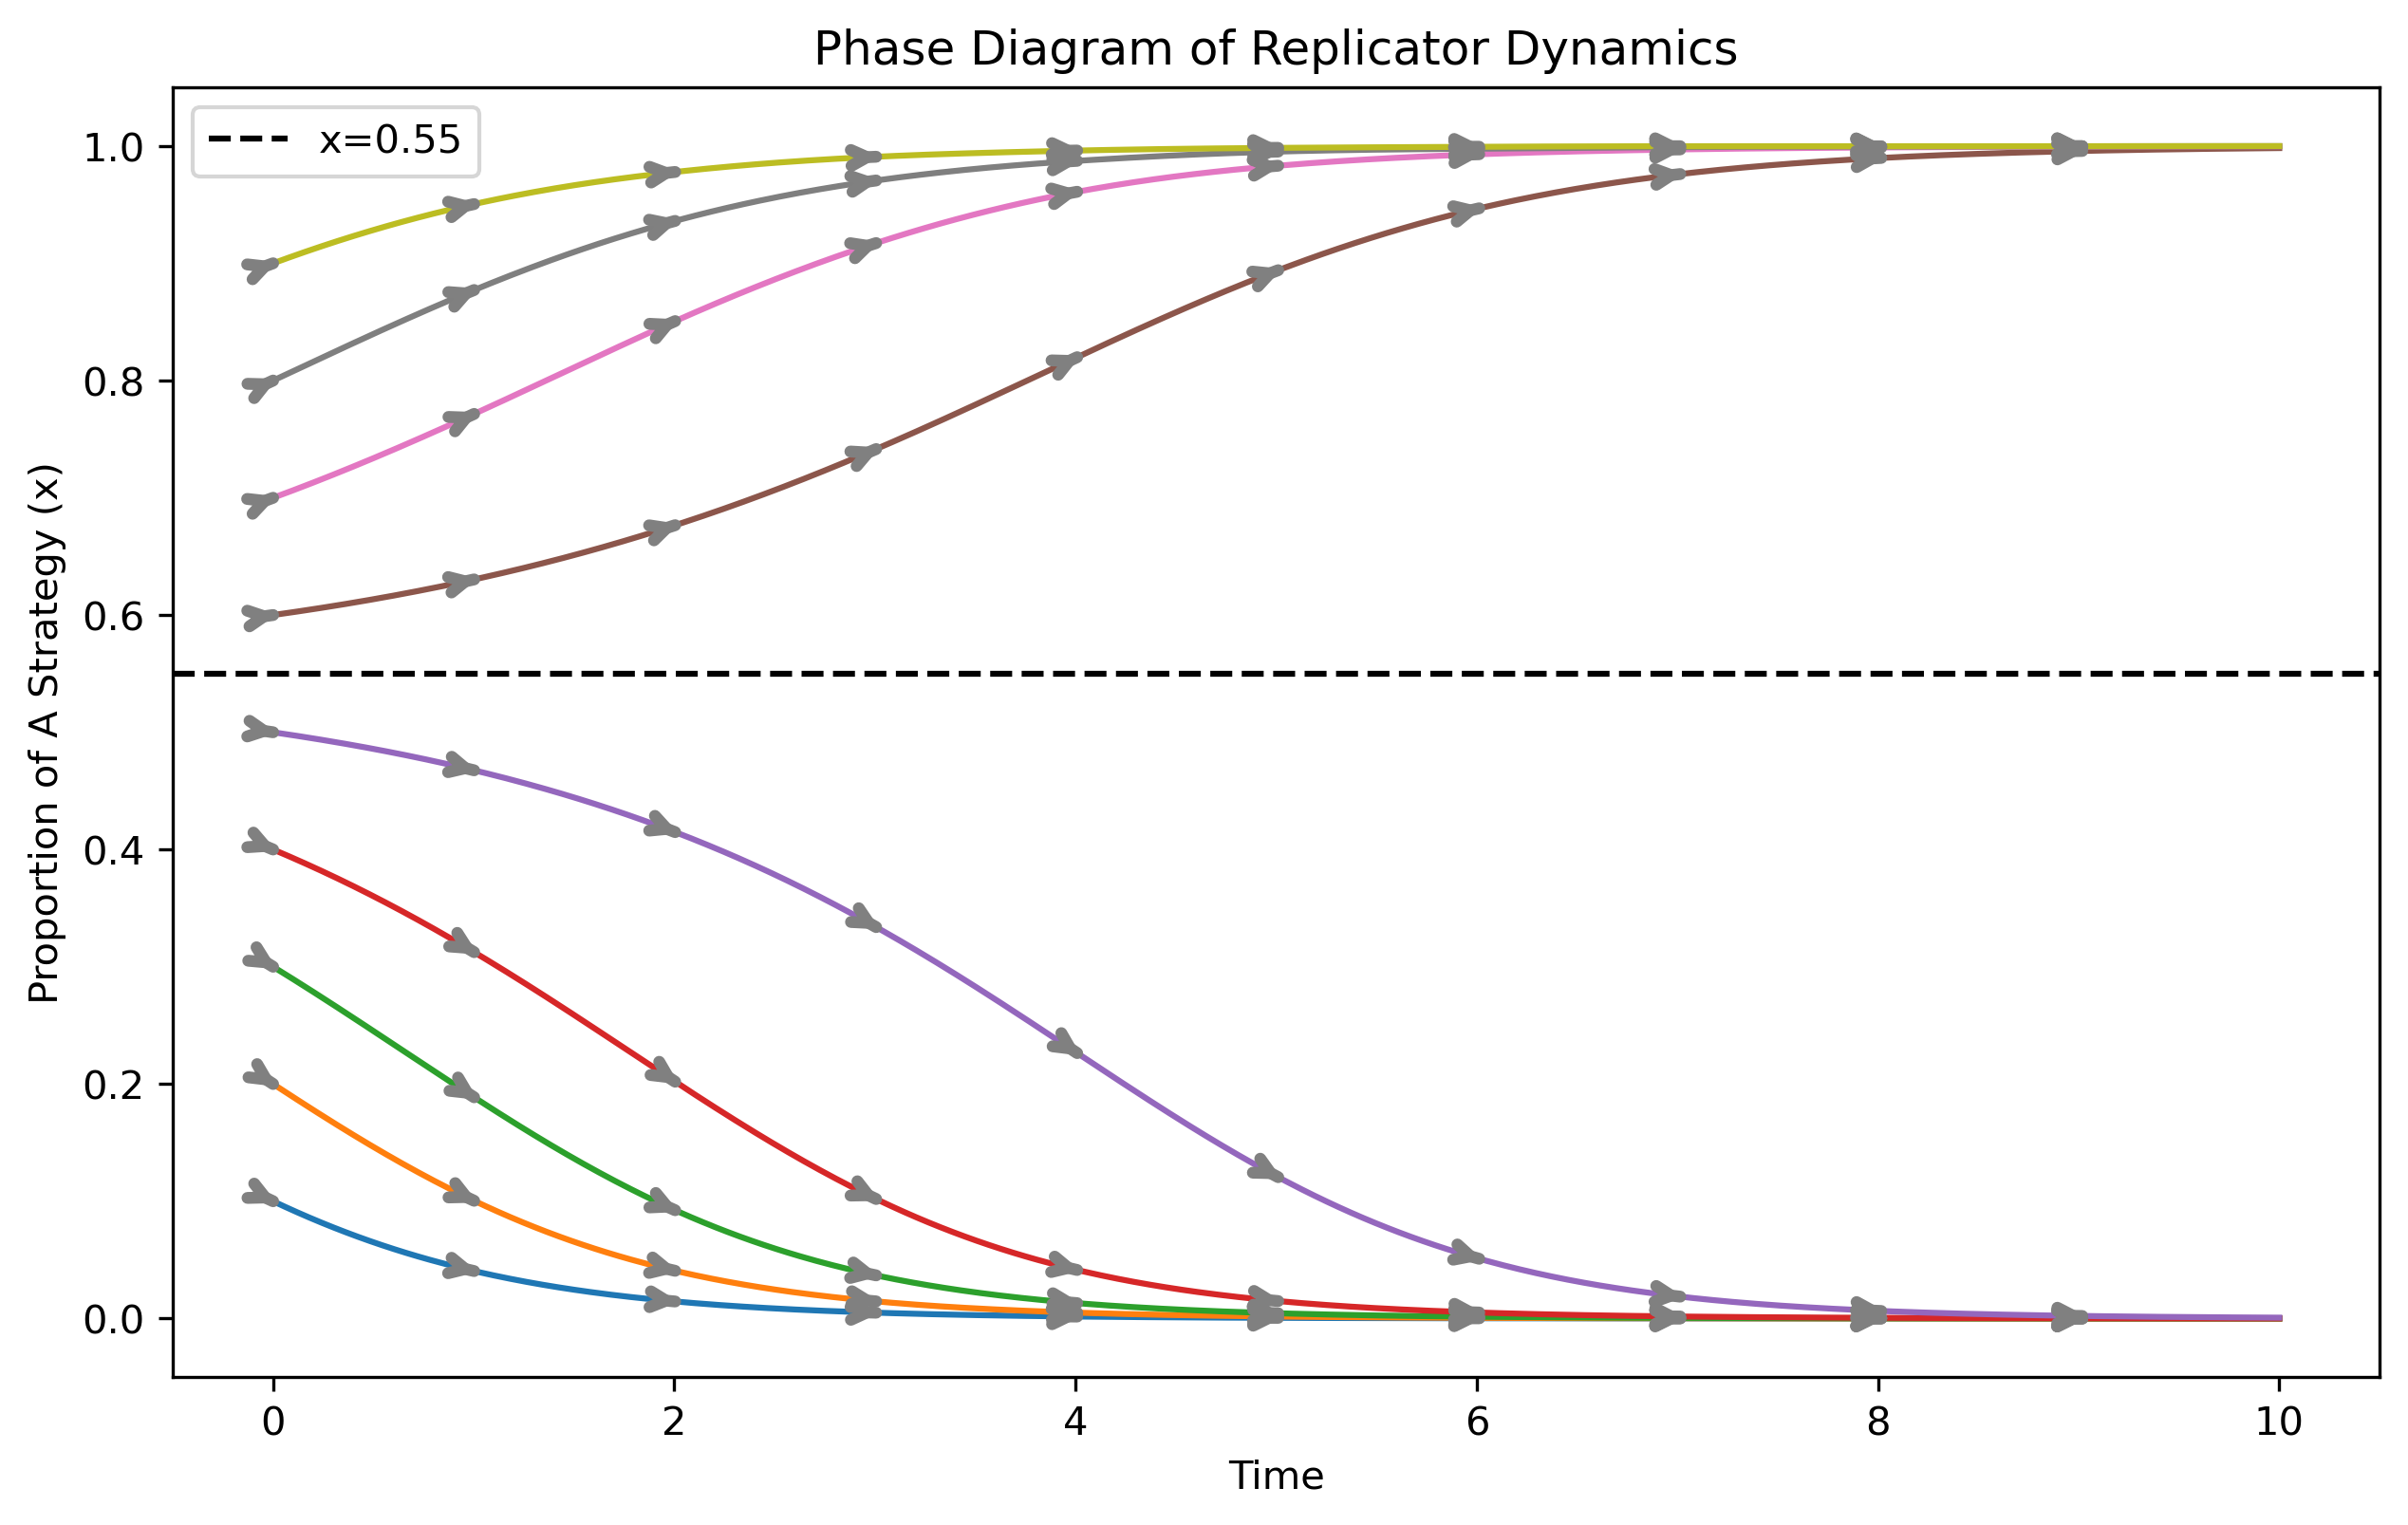 Phase Diagram of Replicator Dynamics
x=0.55
1.0
0.8
0.6
0.4
0.2
0.0
Proportion of A Strategy (x)
0 2 4 6 8 10
Time